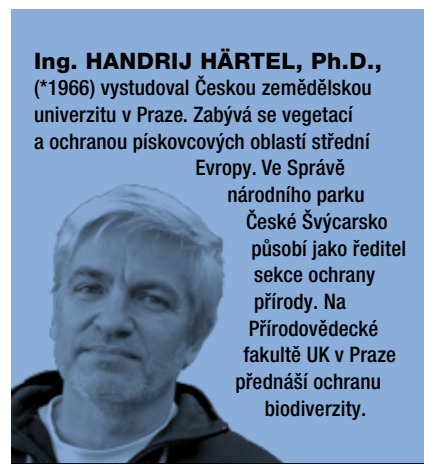 Ing. HANDRIJ HÄRTEL, Ph.D.,
(*1966) vystudoval Českou zemědělskou
univerzitu v Praze. Zabývá se vegetací
a ochranou pískovcových oblastí střední
Evropy. Ve Správě
národního parku
České Švýcarsko
působí jako ředitel
sekce ochrany
přírody. Na
Přírodovědecké
fakultě UK v Praze
přednáší ochranu
biodiverzity.